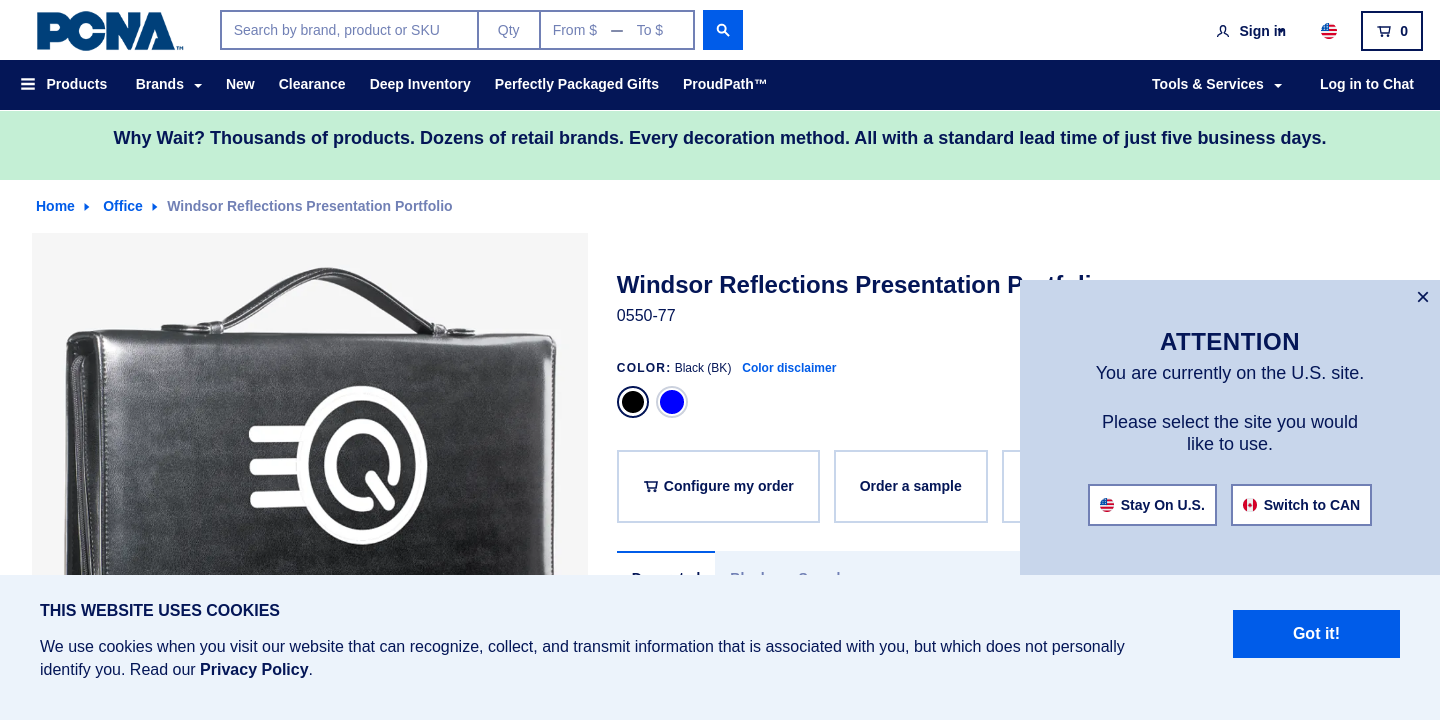 PCNA™
Search by brand, product or SKU
Qty
From $ — To $
Sign in
0
Products
Brands
New
Clearance
Deep Inventory
Perfectly Packaged Gifts
ProudPath™
Tools & Services
Log in to Chat
Why Wait? Thousands of products. Dozens of retail brands. Every decoration method. All with a standard lead time of just five business days.
Home
Office
Windsor Reflections Presentation Portfolio
Windsor Reflections Presentation Portfolio
0550-77
COLOR: Black (BK) Color disclaimer
Configure my order
Order a sample
×
ATTENTION
You are currently on the U.S. site.
Please select the site you would
like to use.
Stay On U.S.
Switch to CAN
THIS WEBSITE USES COOKIES
We use cookies when you visit our website that can recognize, collect, and transmit information that is associated with you, but which does not personally
identify you. Read our Privacy Policy.
Got it!